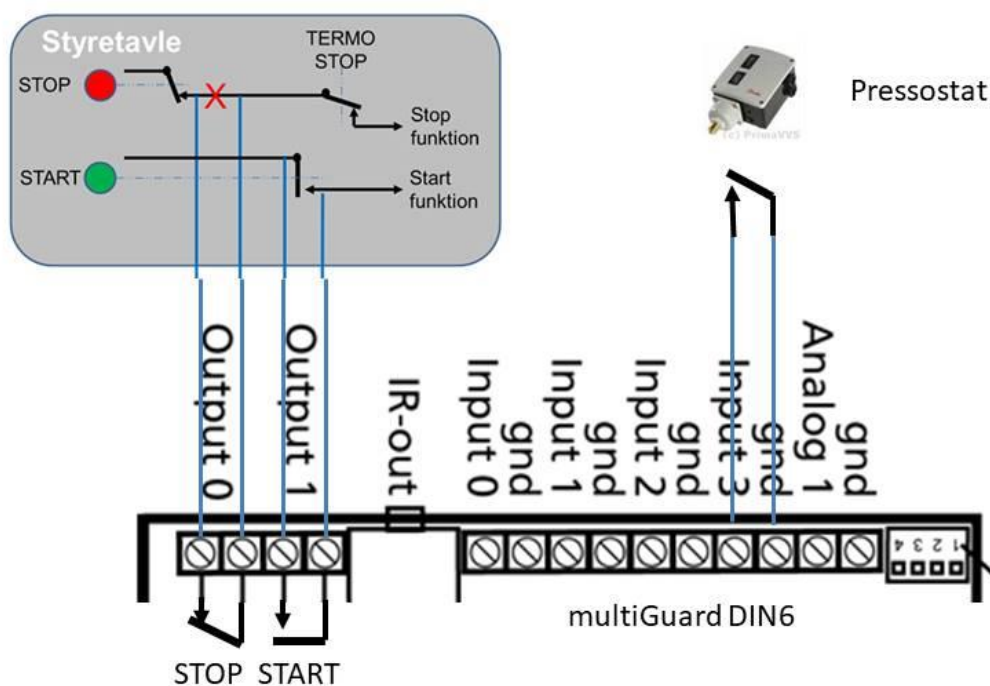 Styretavle
TERMO
STOP
STOP
Stop
funktion
START
Start
funktion
Pressostat
(c) PrimaVVS
Output 0
Output 1
IR-out
Input 0
gnd
Input 1
gnd
Input 2
gnd
Input 3
gnd
Analog 1
gnd
4 3 2 1
multiGuard DIN6
STOP START